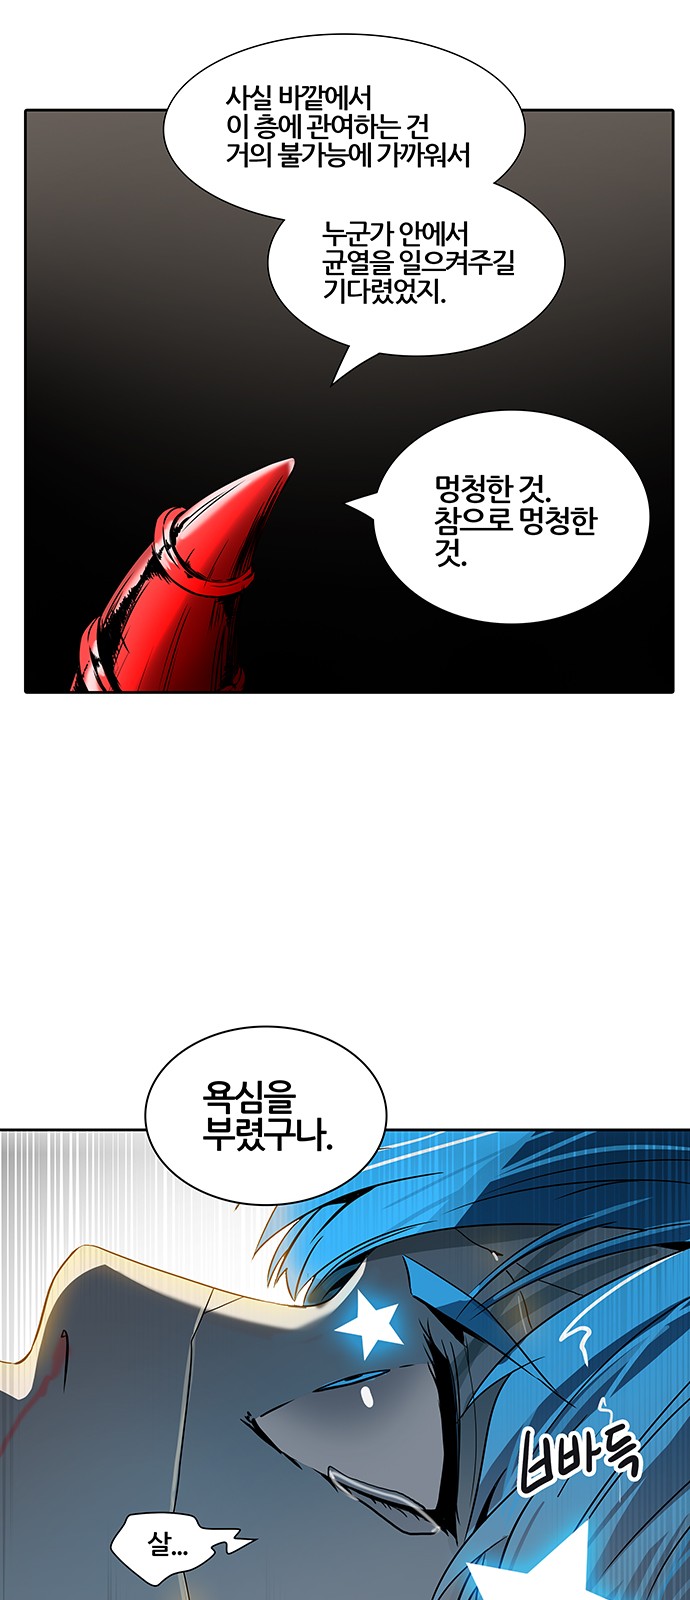 사실 바깥에서
이 층에 관여하는 건
거의 불가능에 가까워서
누군가 안에서
균열을 일으켜주길
기다렸었지.
멍청한 것.
참으로 멍청한
것.
욕심을
부렸구나.
뿌바득
살...